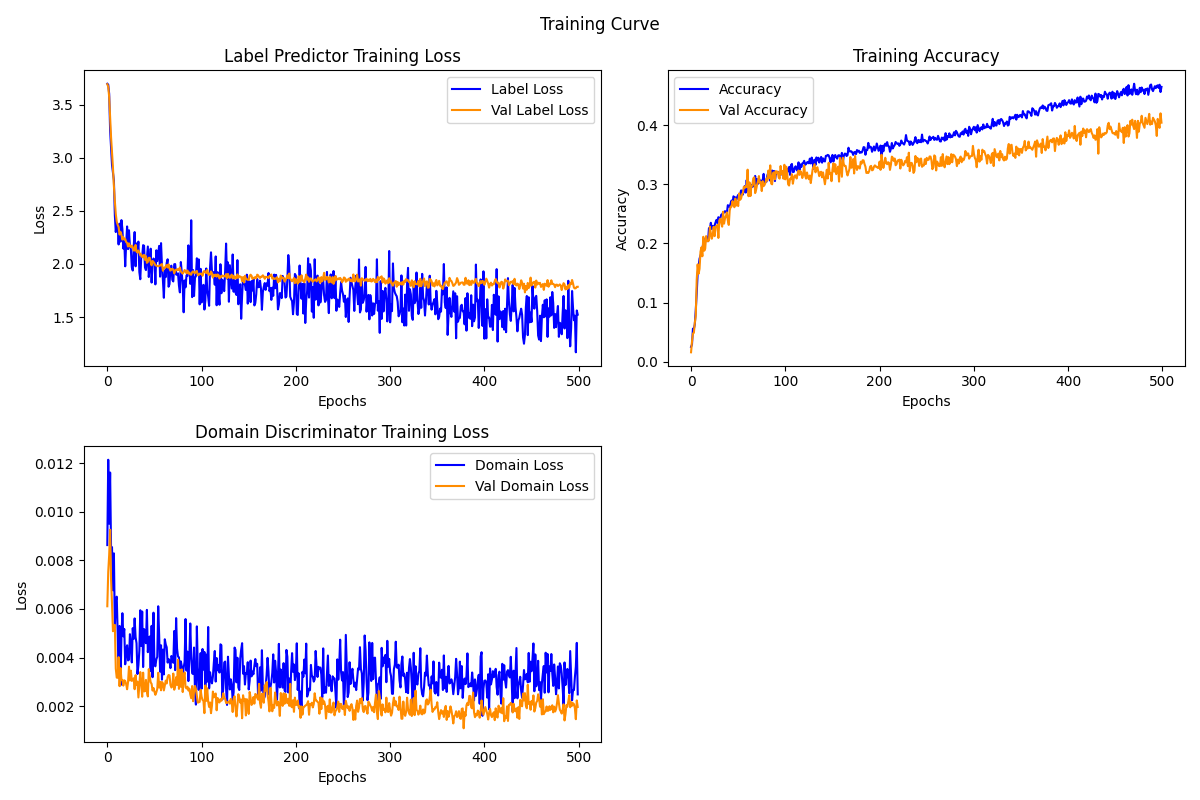 Training Curve
Label Predictor Training Loss
Label Loss
Val Label Loss
3.5
3.0
2.5
2.0
1.5
Loss
0 100 200 300 400 500
Epochs
Training Accuracy
Accuracy
Val Accuracy
0.4
0.3
0.2
0.1
0.0
Accuracy
0 100 200 300 400 500
Epochs
Domain Discriminator Training Loss
Domain Loss
Val Domain Loss
0.012
0.010
0.008
0.006
0.004
0.002
Loss
0 100 200 300 400 500
Epochs